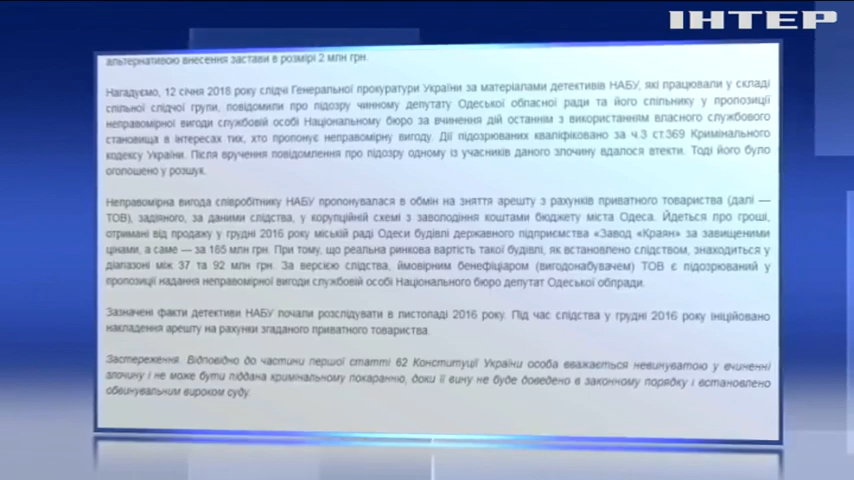 ІНТЕР
альтернативою внесення застави в розмірі 2 млн грн.
Нагадуємо, 12 січня 2018 року слідчі Генеральної прокуратури України за матеріалами детективів НАБУ, які працювали у складі
спільної слідчої групи, повідомили про підозру чинному депутату Одеської обласної ради та його спільнику у пропозиції
неправомірної вигоди службовій особі Національному бюро за вчинення дій останнім з використанням власного службового
становища в інтересах тих, хто пропонує неправомірну вигоду. Дії підозрюваних кваліфіковано за ч.3 ст.369 Кримінального
кодексу України. Після вручення повідомлення про підозру одному із учасників даного злочину вдалося втекти. Тоді його було
оголошено у розшук.
Неправомірна вигода співробітнику НАБУ пропонувалася в обмін на зняття арешту з рахунків приватного товариства (далі —
ТОВ), задіяного, за даними слідства, у корупційній схемі з заволодіння коштами бюджету міста Одеса. Йдеться про гроші,
отримані від продажу у грудні 2016 міській раді Одеси будівлі державного підприємства «Завод «Краян» за завищеними
цінами, а саме — за 185 млн грн. При тому, що реальна ринкова вартість такої будівлі, як встановлено слідством, знаходиться у
діапазоні між 37 та 92 млн грн. За версією слідства, ймовірним бенефіціаром (вигодонабувачем) ТОВ є підозрюваний у
пропозиції надання неправомірної вигоди службовій особі Національного бюро депутат Одеської облради.
Зазначені факти детективи НАБУ почали розслідувати в листопаді 2016 року. Під час слідства у грудні 2016 року ініційовано
накладення арешту на рахунки згаданого приватного товариства.
Застереження. Відповідно до частини першої статті 62 Конституції України особа вважається невинуватою у вчиненні
злочину і не може бути піддана кримінальному покаранню, доки її вину не буде доведено в законному порядку і встановлено
обвинувальним вироком суду.